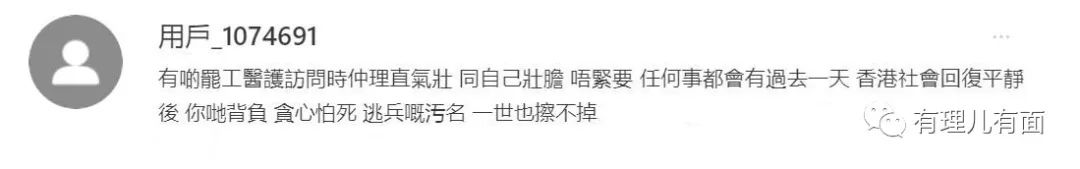 用戶_1074691
有啲罷工醫護訪問時仲理直氣壯 同自己壯膽 唔緊要 任何事都會有過去一天 香港社會回復平靜
後 你哋背負 貪心怕死 逃兵嘅汚名 一世也擦不掉
有理儿有面